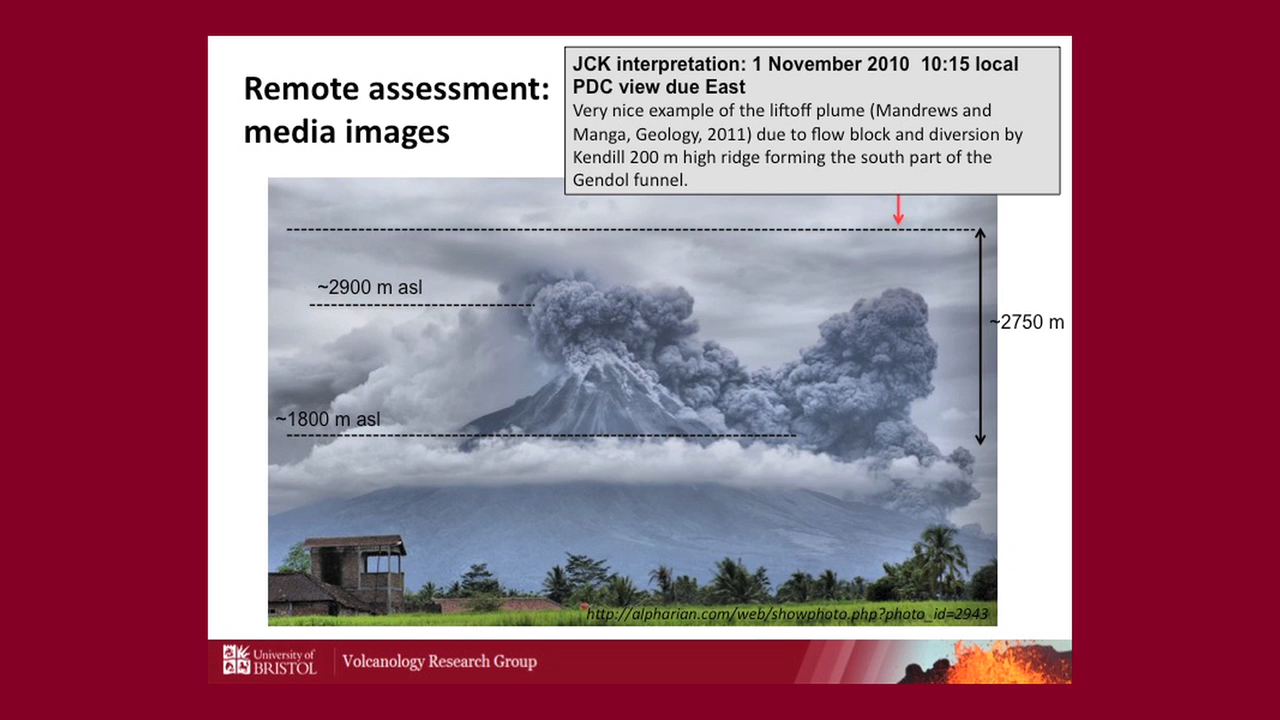 Remote assessment:
media images
JCK interpretation: 1 November 2010 10:15 local
PDC view due East
Very nice example of the liftoff plume (Mandrews and
Manga, Geology, 2011) due to flow block and diversion by
Kendill 200 m high ridge forming the south part of the
Gendol funnel.
~2900 m asl
~2750 m
~1800 m asl
http://alpharian.com/web/showphoto.php?photo_id=2943
University of
BRISTOL
Volcanology Research Group